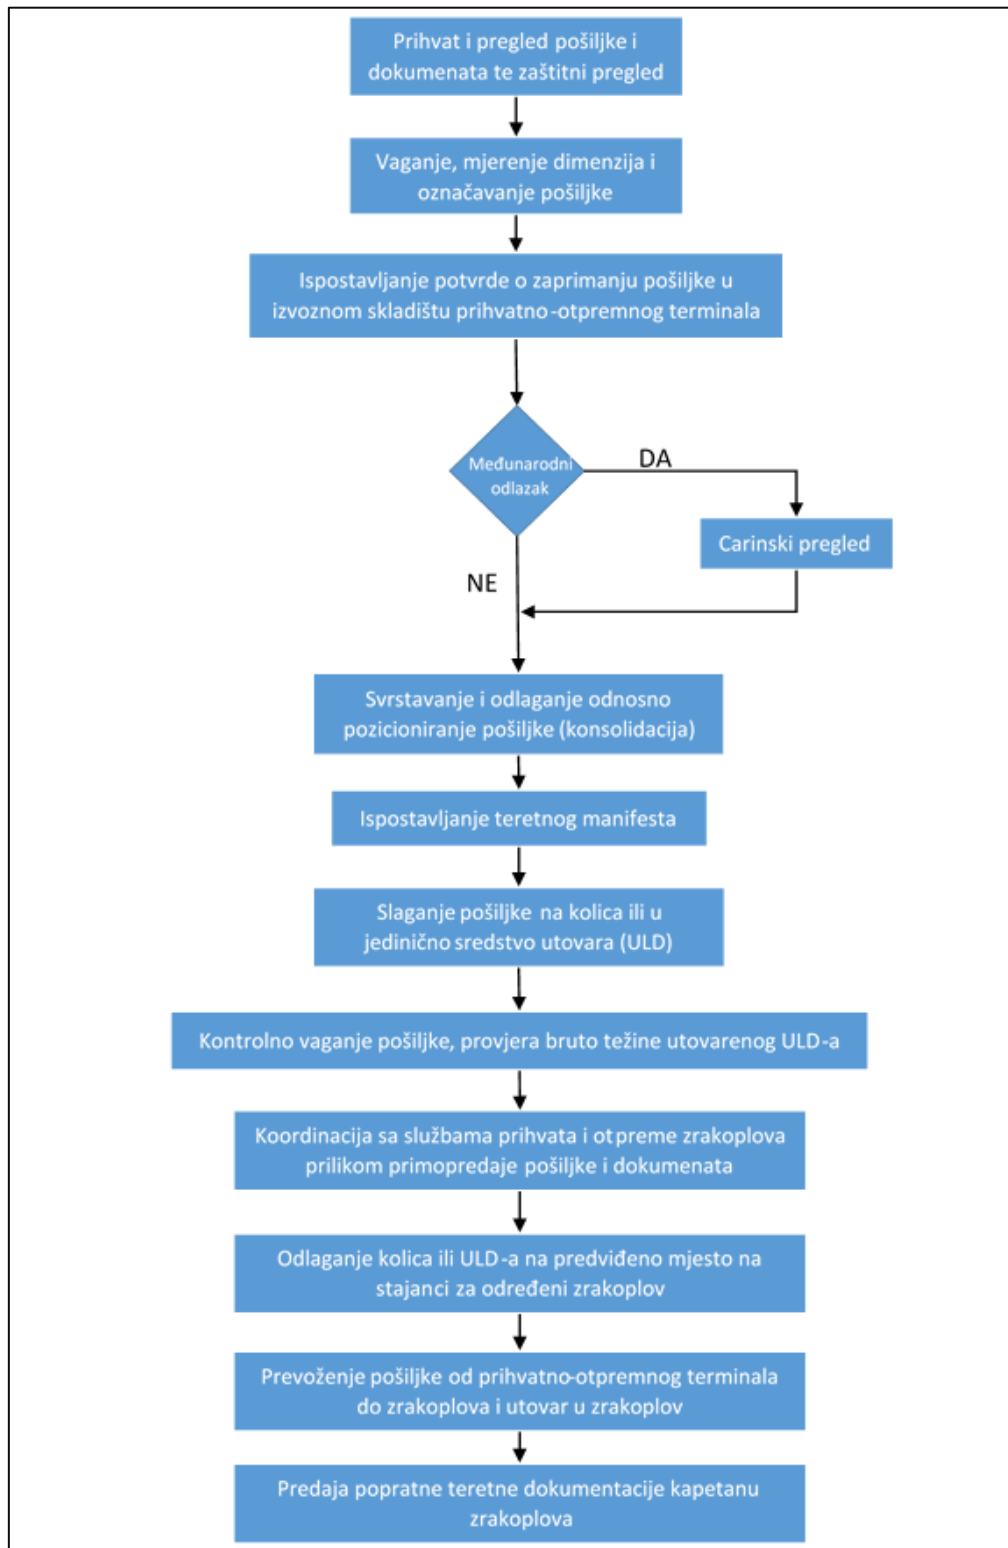 Prihvat i pregled pošiljke i
dokumenata te zaštitni pregled
Vaganje, mjerenje dimenzija i
označavanje pošiljke
Ispostavljanje potvrde o zaprimanju pošiljke u
izvoznom skladištu prihvatno-otpremnog terminala
Međunarodni
odlazak
DA
Carinski pregled
NE
Svrstavanje i odlaganje odnosno
pozicioniranje pošiljke (konsolidacija)
Ispostavljanje teretnog manifesta
Slaganje pošiljke na kolica ili u
jedinično sredstvo utovara (ULD)
Kontrolno vaganje pošiljke, provjera bruto težine utovarenog ULD-a
Koordinacija sa službama prihvata i otpreme zrakoplova
prilikom primopredaje pošiljke i dokumenata
Odlaganje kolica ili ULD-a na predviđeno mjesto na
stajanci za određeni zrakoplov
Prevoženje pošiljke od prihvatno-otpremnog terminala
do zrakoplova i utovar u zrakoplov
Predaja popratne teretne dokumentacije kapetanu
zrakoplova